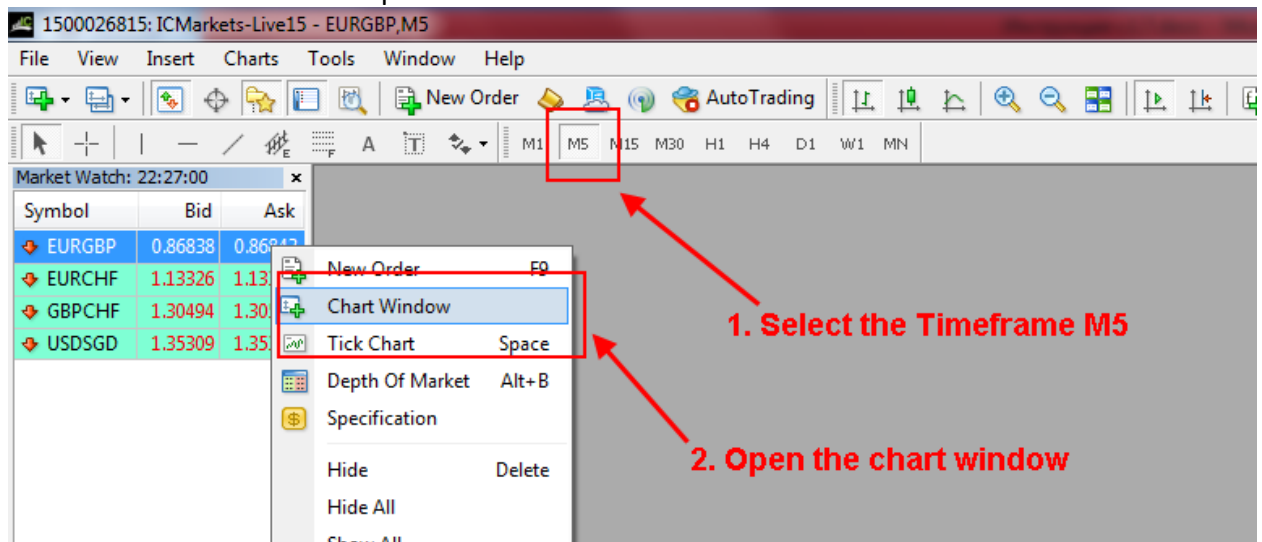 1500026815: ICMarkets-Live15 - EURGBP,M5
File View Insert Charts Tools Window Help
New Order AutoTrading
E F A T M1 M5 M15 M30 H1 H4 D1 W1 MN
Market Watch: 22:27:00 x
Symbol Bid Ask
EURGBP 0.86838
New Order F9
EURCHF 1.13326
Chart Window
GBPCHF 1.30494
1. Select the Timeframe M5
USDSGD 1.35309
Tick Chart Space
Depth Of Market Alt+B
Specification
2. Open the chart window
Hide Delete
Hide All
Show All